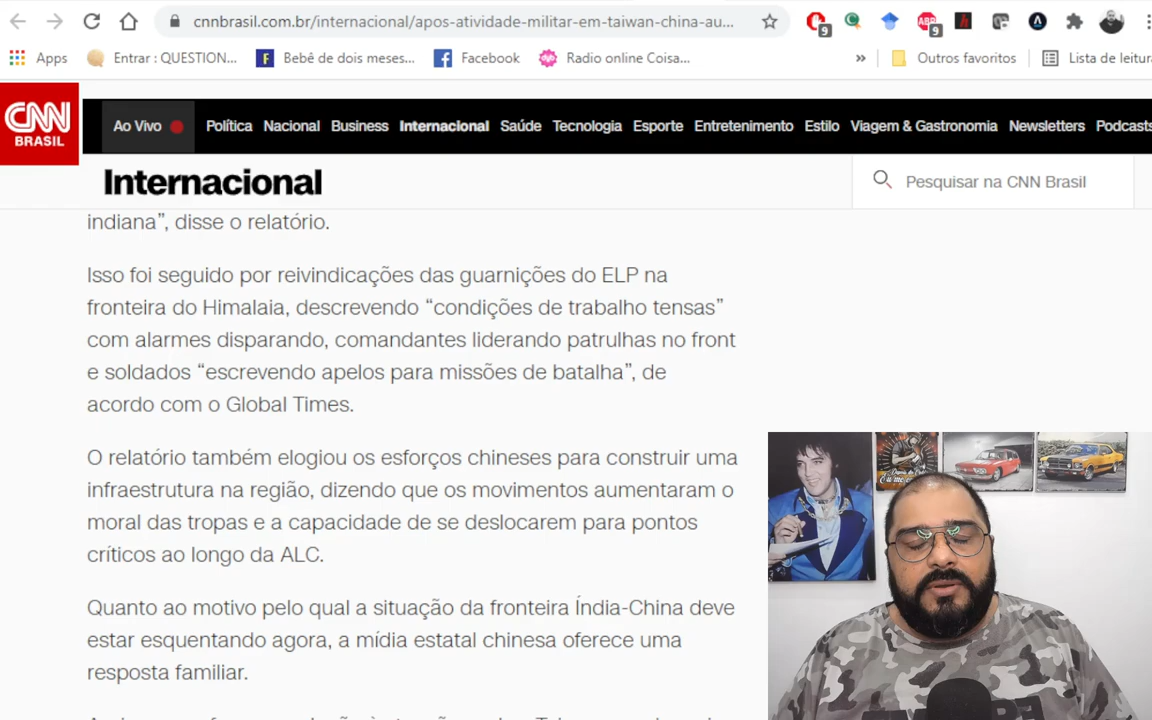 cnnbrasil.com.br/internacional/apos-atividade-militar-em-taiwan-china-au...
9
ABP
9
h
Apps
Entrar : QUESTION...
F
Bebê de dois meses...
Facebook
Radio online Coisa...
»
Outros favoritos
Lista de leitur
CNN
BRASIL
Ao Vivo
Política
Nacional
Business
Internacional
Saúde
Tecnologia
Esporte
Entretenimento
Estilo
Viagem & Gastronomia
Newsletters
Podcasts
Internacional
Pesquisar na CNN Brasil
indiana”, disse o relatório.
Isso foi seguido por reivindicações das guarnições do ELP na
fronteira do Himalaia, descrevendo “condições de trabalho tensas”
com alarmes disparando, comandantes liderando patrulhas no front
e soldados “escrevendo apelos para missões de batalha”, de
acordo com o Global Times.
O relatório também elogiou os esforços chineses para construir uma
infraestrutura na região, dizendo que os movimentos aumentaram o
moral das tropas e a capacidade de se deslocarem para pontos
críticos ao longo da ALC.
Quanto ao motivo pelo qual a situação da fronteira Índia-China deve
estar esquentando agora, a mídia estatal chinesa oferece uma
resposta familiar.